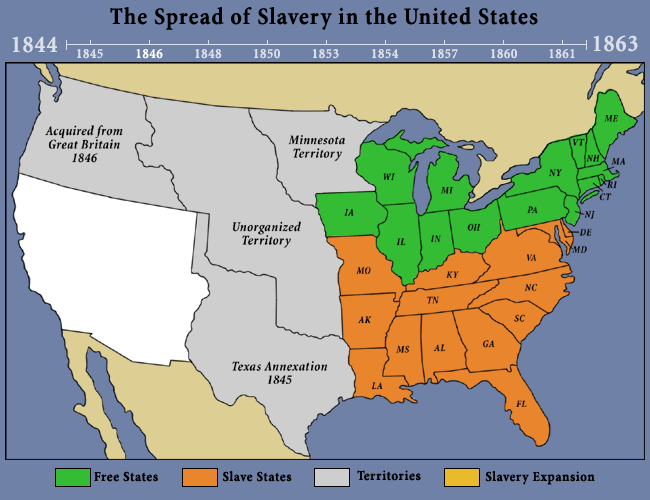 The Spread of Slavery in the United States
1844
1845
1846
1848
1850
1853
1854
1857
1860
1861
1863
Acquired from
Great Britain
1846
Minnesota
Territory
Unorganized
Territory
Texas Annexation
1845
ME
VT
NH
MA
NY
RI
CT
WI
MI
PA
NJ
IA
IL
IN
OH
DE
MD
MO
KY
VA
NC
TN
AK
SC
MS
AL
GA
LA
FL
Free States
Slave States
Territories
Slavery Expansion